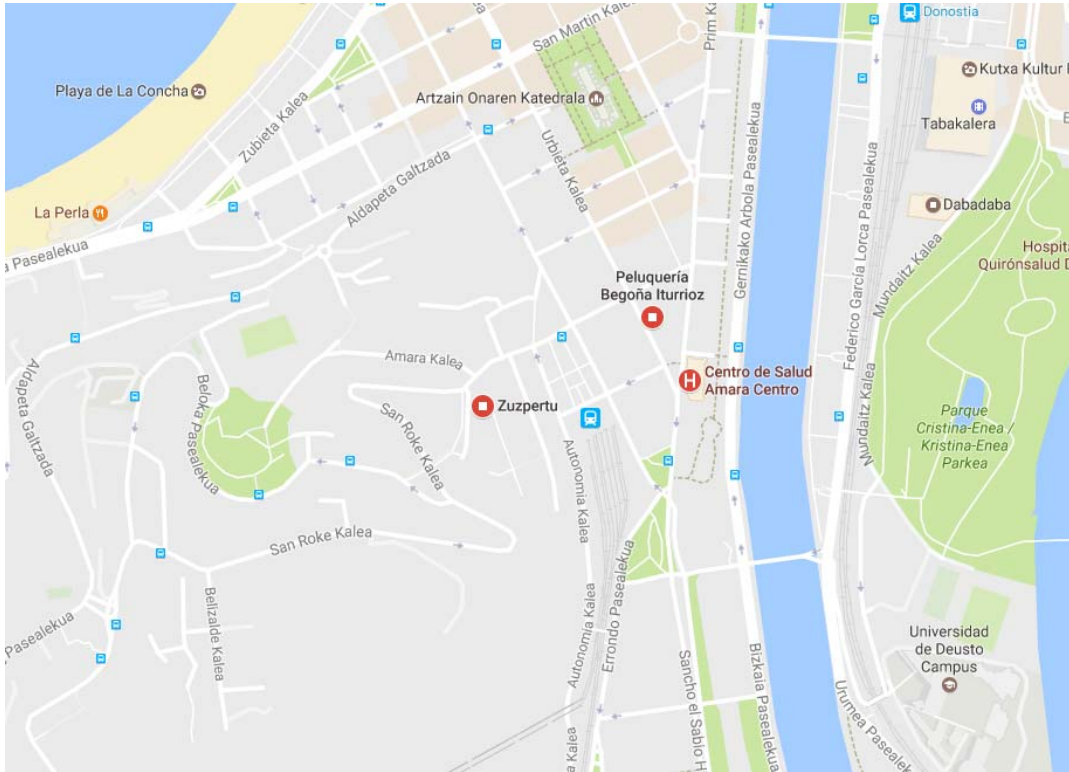 Donostia
San Martin Kalea
Prim Ka
Kutxa Kultur
Playa de La Concha
Artzain Onaren Katedrala
Tabakalera
Zubieta Kalea
Urbieta Kalea
Gernikako Arbola Pasealekua
Aldapeta Galtzada
La Perla
Dabadaba
a Pasealekua
Federico García Lorca Pasealekua
Mundaitz Kalea
Hospita
Quirónsalud D
Peluquería
Begoña Iturrioz
Amara Kalea
Centro de Salud
Amara Centro
H
Aldapeta Galtzada
Beloka Pasealekua
Zuzpertu
San Roke Kalea
Mundaitz Kalea
Parque
Cristina-Enea /
Kristina-Enea
Parkea
Autonomia Kalea
San Roke Kalea
Belizalde Kalea
Pasealekua
Autonomia Kalea
Errondo Pasealekua
Sancho el Sabio H
Bizkaia Pasealekua
Universidad
de Deusto
Campus
Urumea Pasealekua
a Kalea